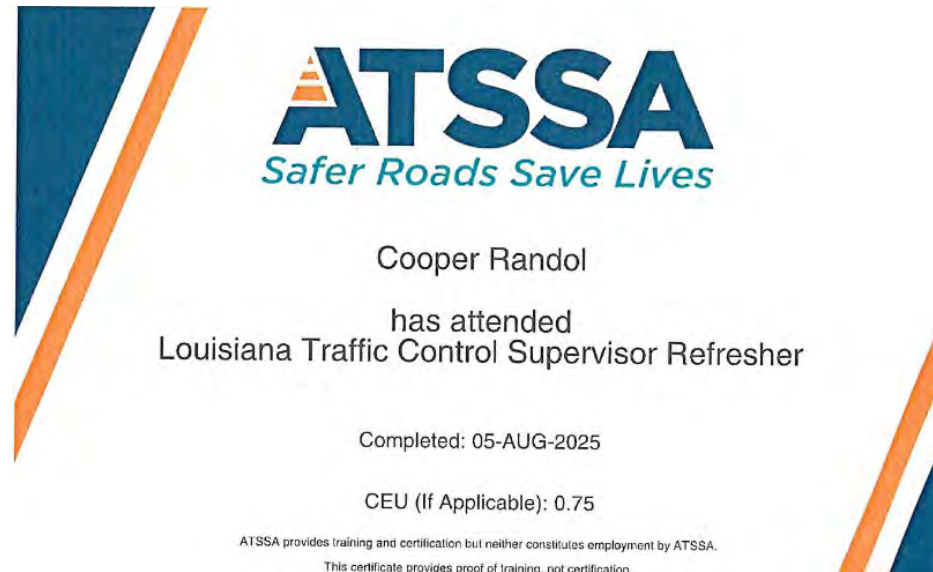 ATSSA
Safer Roads Save Lives
Cooper Randol
has attended
Louisiana Traffic Control Supervisor Refresher
Completed: 05-AUG-2025
CEU (If Applicable): 0.75
ATSSA provides training and certification but neither constitutes employment by ATSSA.
This certificate provides proof of training, not certification